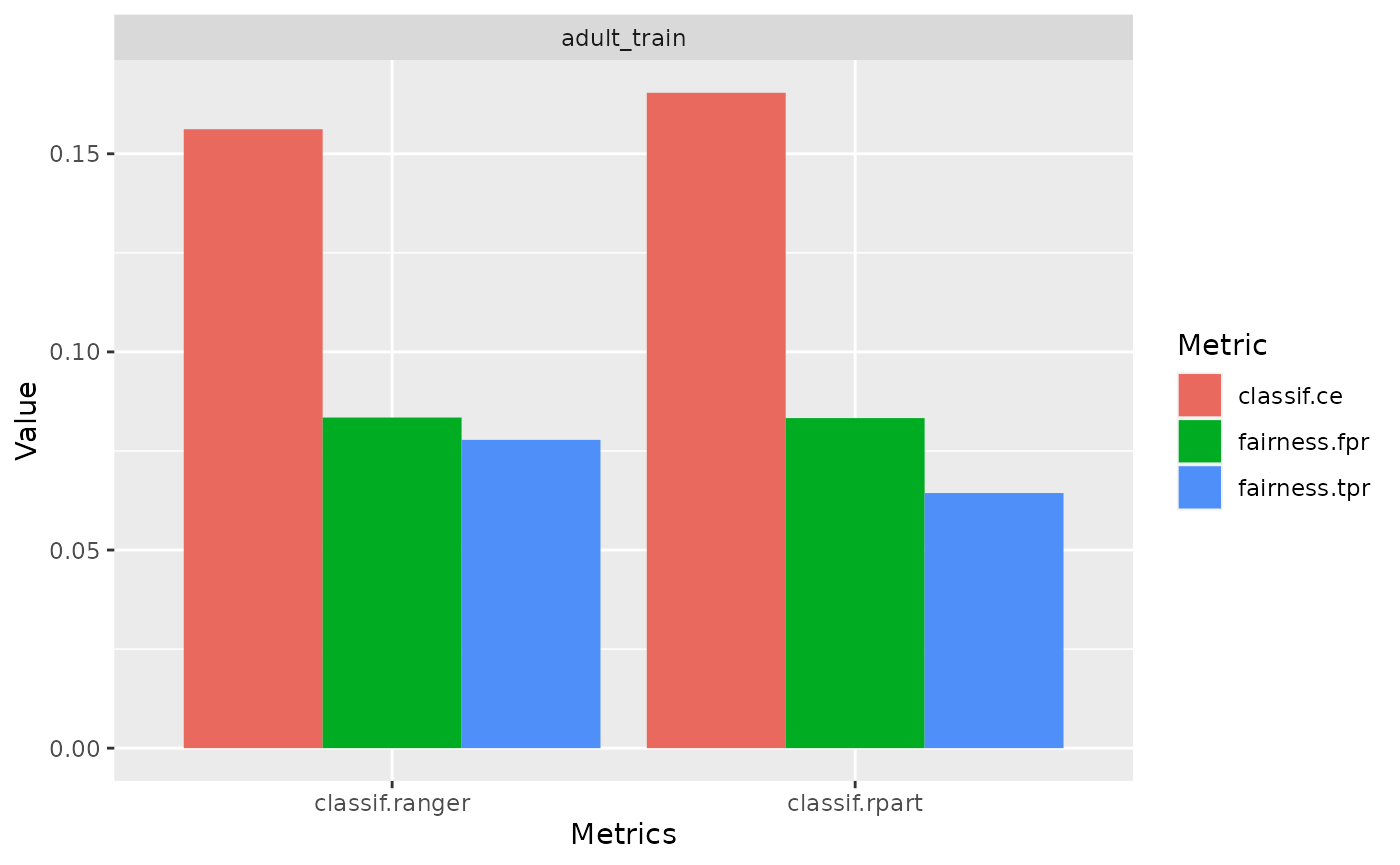 adult_train
0.15
0.10
0.05
0.00
Value
classif.ranger
classif.rpart
Metrics
Metric
classif.ce
fairness.fpr
fairness.tpr